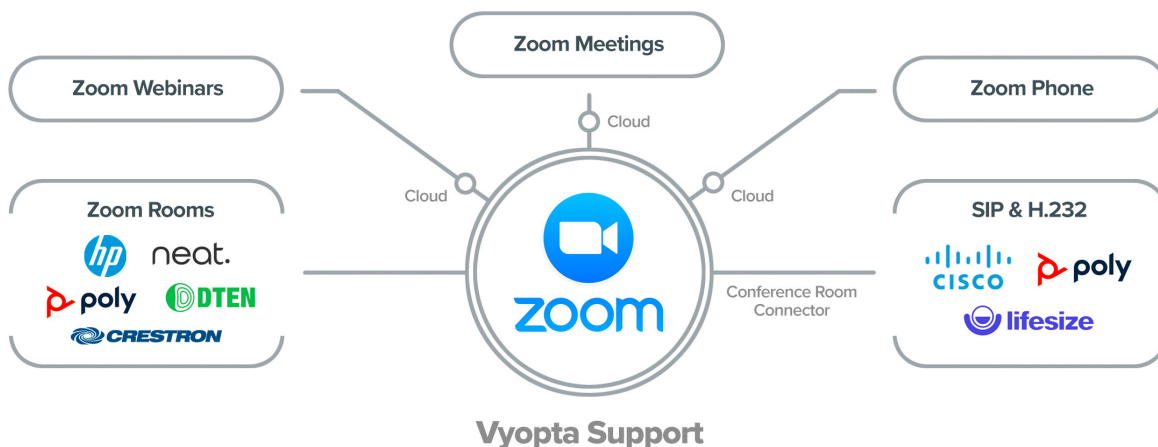 Zoom Meetings
Zoom Webinars
Zoom Phone
Cloud
Cloud
Cloud
Zoom Rooms
hp
neat.
poly
DTEN
CRESTRON
zoom
Conference Room
Connector
SIP & H.232
CISCO
poly
lifesize
Vyopta Support